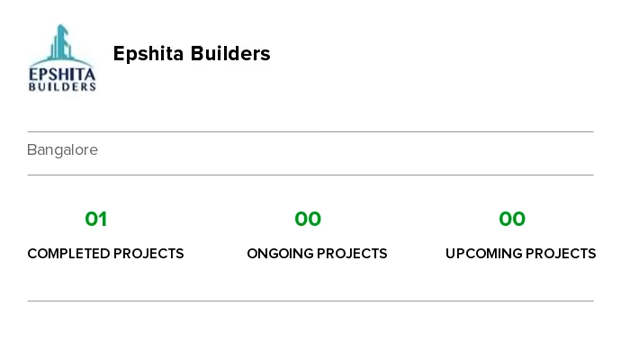 EPSHITA
BUILDERS
Epshita Builders
Bangalore
01 00 00
COMPLETED PROJECTS ONGOING PROJECTS UPCOMING PROJECTS